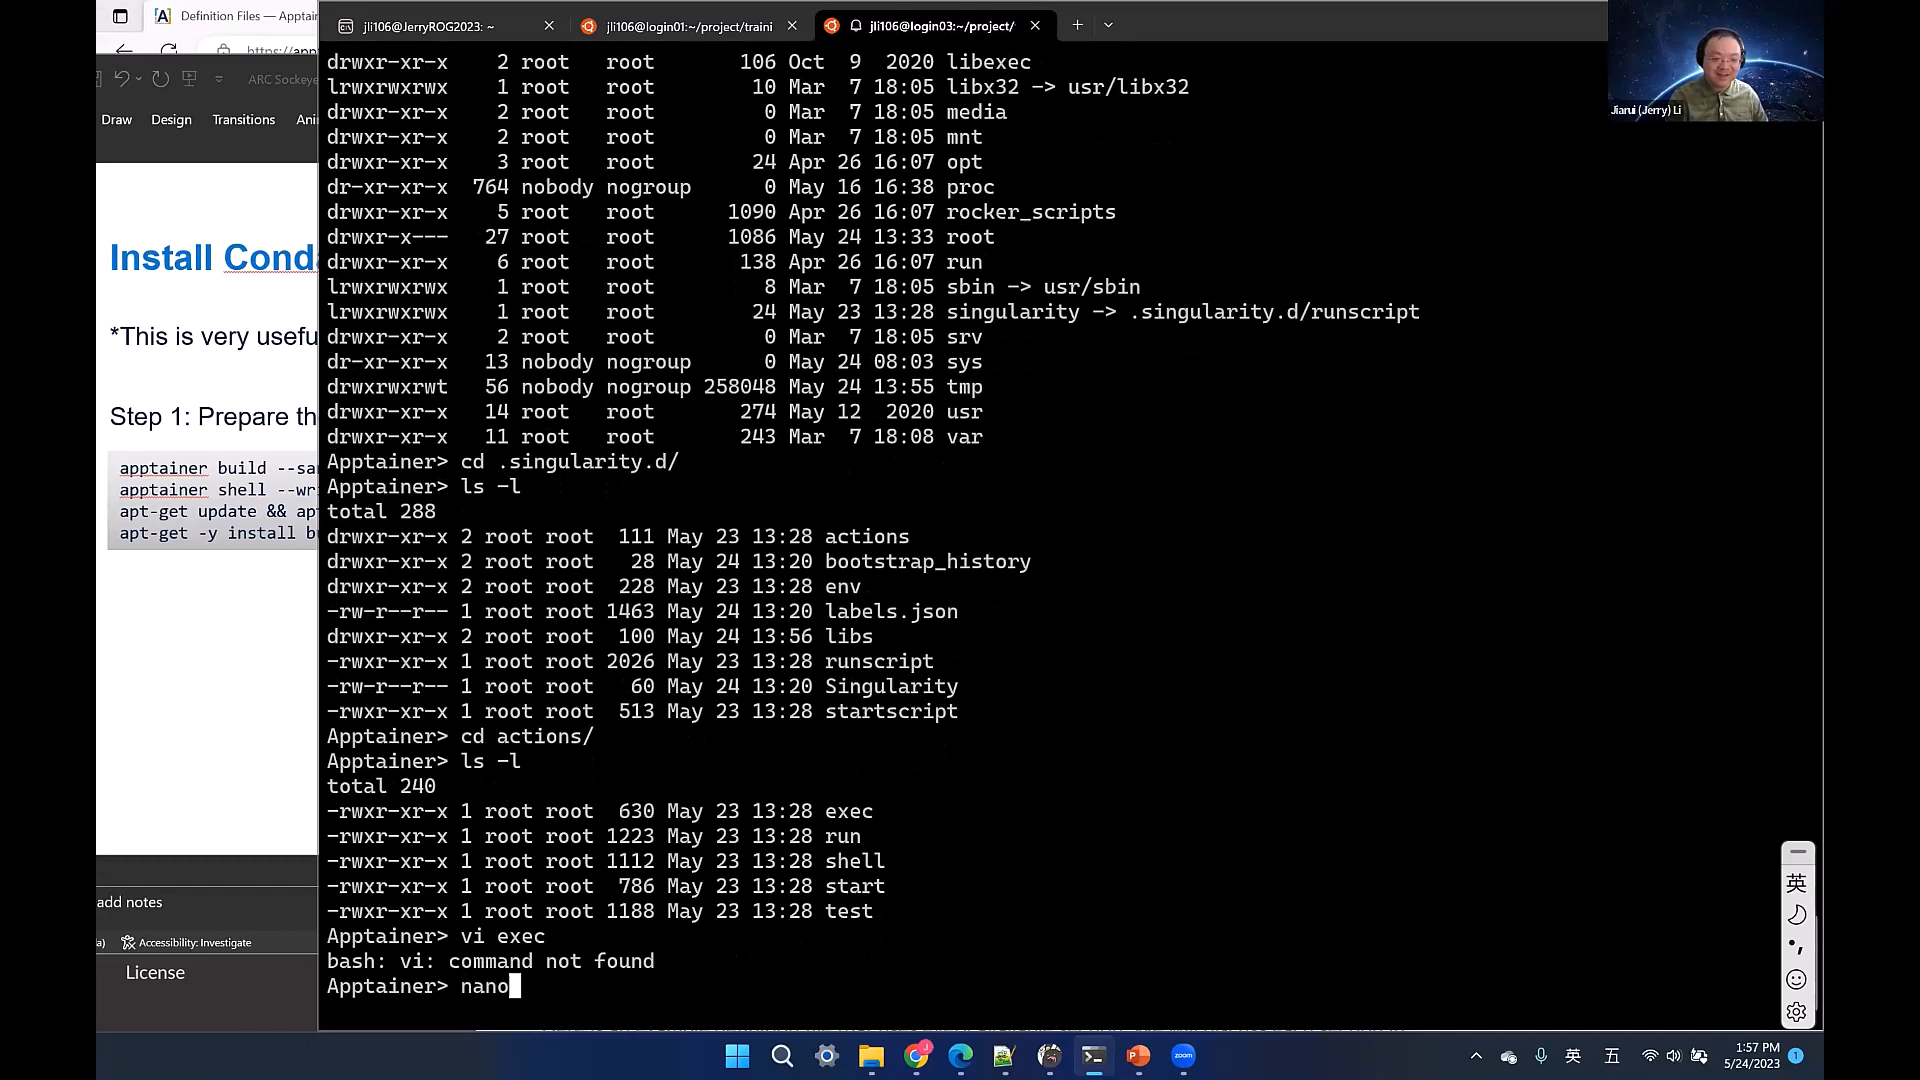 jli106@JerryROG2023: ~
jli106@login01:~/project/traini
jli106@login03:~/project/
Definition Files — Apptain
https://app
ARC Sockeye
Draw
Design
Transitions
Ani
Jiarui (Jerry) Li
Install Conda
*This is very usefu
Step 1: Prepare th
apptainer build --sa
apptainer shell --wr
apt-get update && ap
apt-get -y install b
add notes
Accessibility: Investigate
License
drwxr-xr-x 2 root root 106 Oct 9 2020 libexec
lrwxrwxrwx 1 root root 10 Mar 7 18:05 libx32 -> usr/libx32
drwxr-xr-x 2 root root 0 Mar 7 18:05 media
drwxr-xr-x 2 root root 0 Mar 7 18:05 mnt
drwxr-xr-x 3 root root 24 Apr 26 16:07 opt
dr-xr-xr-x 764 nobody nogroup 0 May 16 16:38 proc
drwxr-xr-x 5 root root 1090 Apr 26 16:07 rocker_scripts
drwxr-x--- 27 root root 1086 May 24 13:33 root
drwxr-xr-x 6 root root 138 Apr 26 16:07 run
lrwxrwxrwx 1 root root 8 Mar 7 18:05 sbin -> usr/sbin
lrwxrwxrwx 1 root root 24 May 23 13:28 singularity -> .singularity.d/runscript
drwxr-xr-x 2 root root 0 Mar 7 18:05 srv
dr-xr-xr-x 13 nobody nogroup 0 May 24 08:03 sys
drwxrwxrwt 56 nobody nogroup 258048 May 24 13:55 tmp
drwxr-xr-x 14 root root 274 May 12 2020 usr
drwxr-xr-x 11 root root 243 Mar 7 18:08 var
Apptainer> cd .singularity.d/
Apptainer> ls -l
total 288
drwxr-xr-x 2 root root 111 May 23 13:28 actions
drwxr-xr-x 2 root root 28 May 24 13:20 bootstrap_history
drwxr-xr-x 2 root root 228 May 23 13:28 env
-rw-r--r-- 1 root root 1463 May 24 13:20 labels.json
drwxr-xr-x 2 root root 100 May 24 13:56 libs
-rwxr-xr-x 1 root root 2026 May 23 13:28 runscript
-rw-r--r-- 1 root root 60 May 24 13:20 Singularity
-rwxr-xr-x 1 root root 513 May 23 13:28 startscript
Apptainer> cd actions/
Apptainer> ls -l
total 240
-rwxr-xr-x 1 root root 630 May 23 13:28 exec
-rwxr-xr-x 1 root root 1223 May 23 13:28 run
-rwxr-xr-x 1 root root 1112 May 23 13:28 shell
-rwxr-xr-x 1 root root 786 May 23 13:28 start
-rwxr-xr-x 1 root root 1188 May 23 13:28 test
Apptainer> vi exec
bash: vi: command not found
Apptainer> nano
英
zoom
英
五
1:57 PM
5/24/2023
1